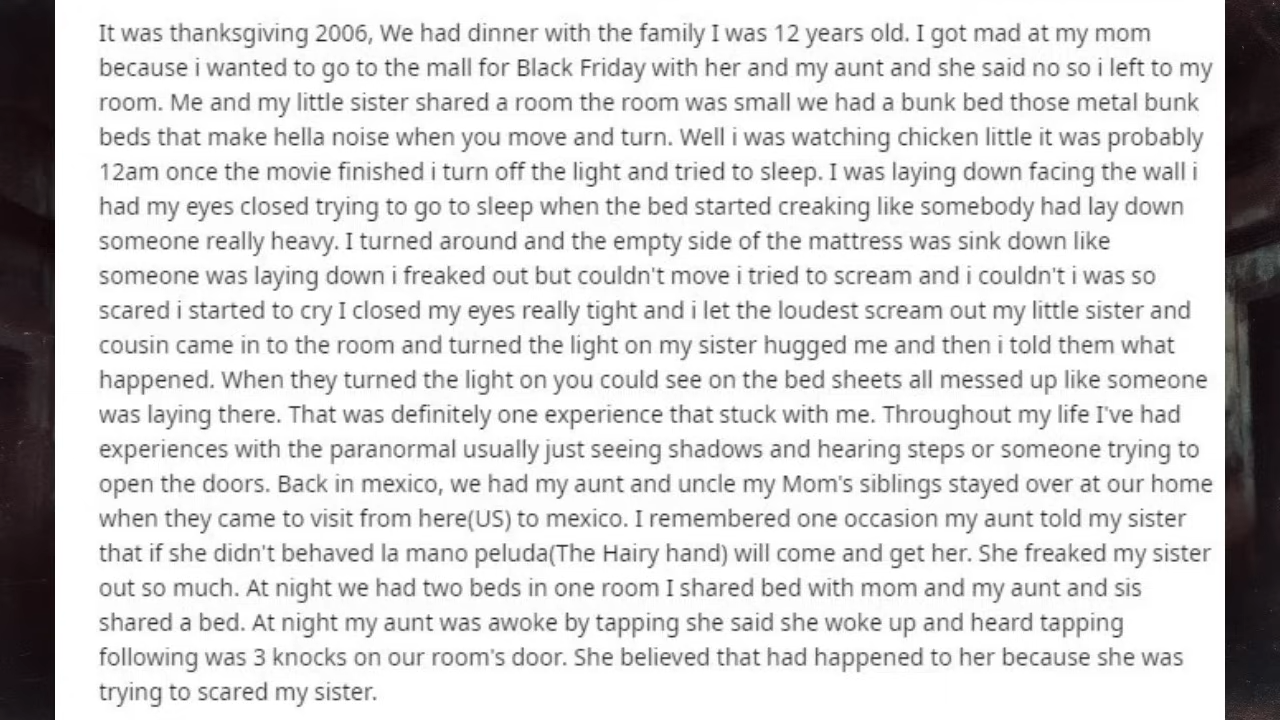 It was thanksgiving 2006, We had dinner with the family I was 12 years old. I got mad at my mom
because i wanted to go to the mall for Black Friday with her and my aunt and she said no so i left to my
room. Me and my little sister shared a room the room was small we had a bunk bed those metal bunk
beds that make hella noise when you move and turn. Well i was watching chicken little it was probably
12am once the movie finished i turn off the light and tried to sleep. I was laying down facing the wall i
had my eyes closed trying to go to sleep when the bed started creaking like somebody had lay down
someone really heavy. I turned around and the empty side of the mattress was sink down like
someone was laying down i freaked out but couldn't move i tried to scream and i couldn't i was so
scared i started to cry I closed my eyes really tight and i let the loudest scream out my little sister and
cousin came in to the room and turned the light on my sister hugged me and then i told them what
happened. When they turned the light on you could see on the bed sheets all messed up like someone
was laying there. That was definitely one experience that stuck with me. Throughout my life I've had
experiences with the paranormal usually just seeing shadows and hearing steps or someone trying to
open the doors. Back in mexico, we had my aunt and uncle my Mom's siblings stayed over at our home
when they came to visit from here(US) to mexico. I remembered one occasion my aunt told my sister
that if she didn't behaved la mano peluda(The Hairy hand) will come and get her. She freaked my sister
out so much. At night we had two beds in one room I shared bed with mom and my aunt and sis
shared a bed. At night my aunt was awoke by tapping she said she woke up and heard tapping
following was 3 knocks on our room's door. She believed that had happened to her because she was
trying to scared my sister.